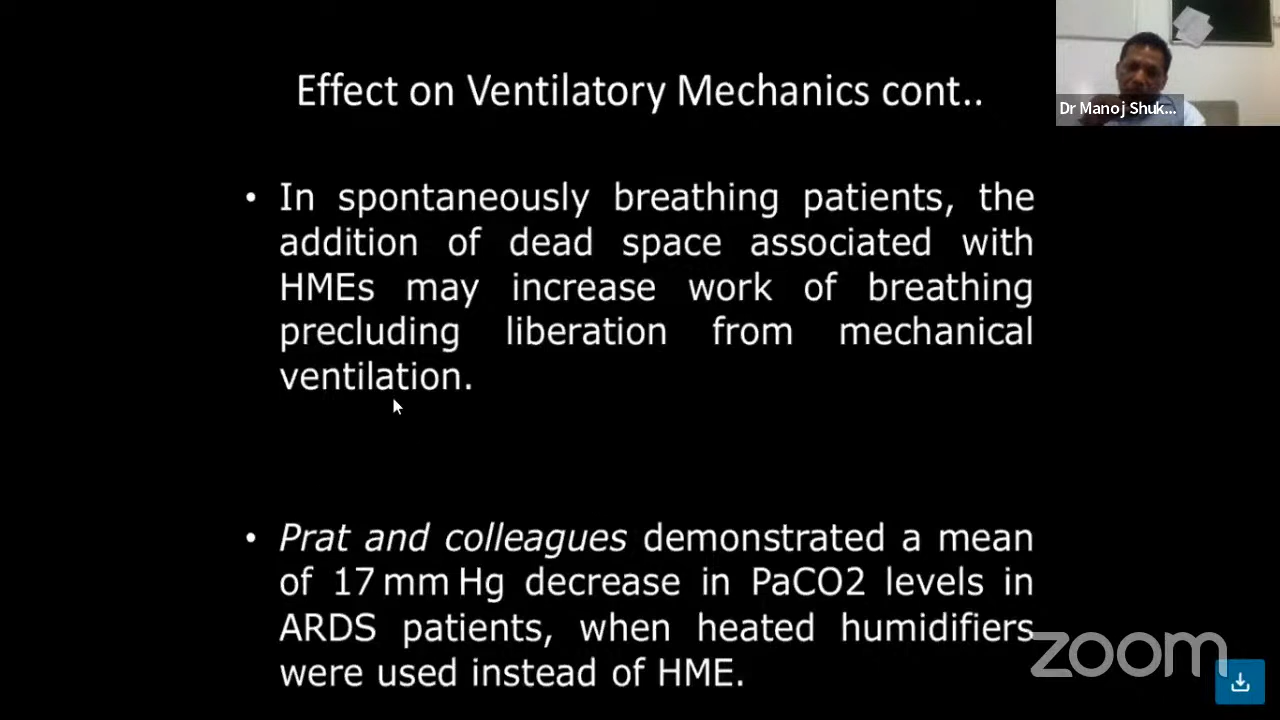 Effect on Ventilatory Mechanics cont..
Dr Manoj Shuk...
• In spontaneously breathing patients, the
addition of dead space associated with
HMEs may increase work of breathing
precluding liberation from mechanical
ventilation.
• Prat and colleagues demonstrated a mean
of 17 mm Hg decrease in PaCO2 levels in
ARDS patients, when heated humidifiers
were used instead of HME.
zoom